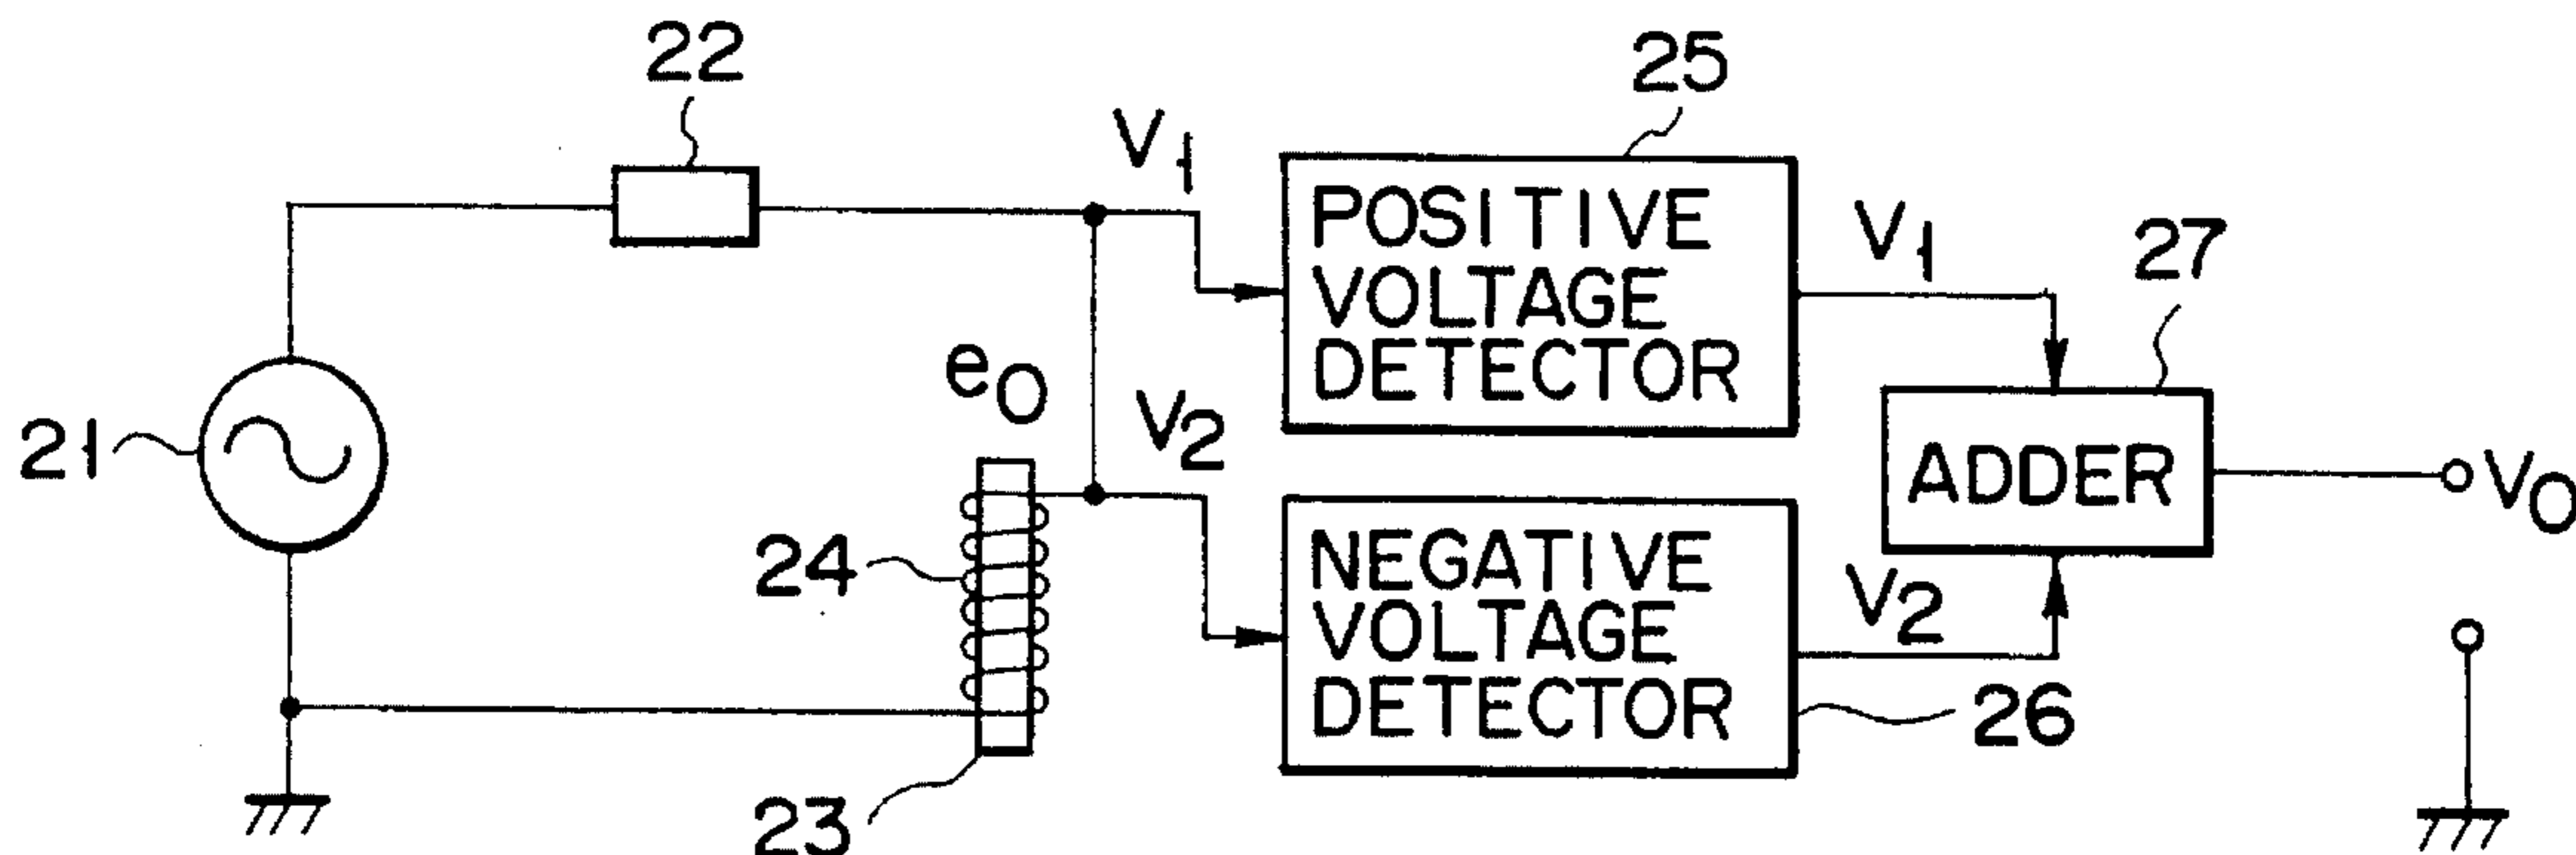 22
25
V1
POSITIVE
VOLTAGE
DETECTOR
V1
27
e0
21
V2
ADDER
V0
24
NEGATIVE
VOLTAGE
DETECTOR
V2
26
23